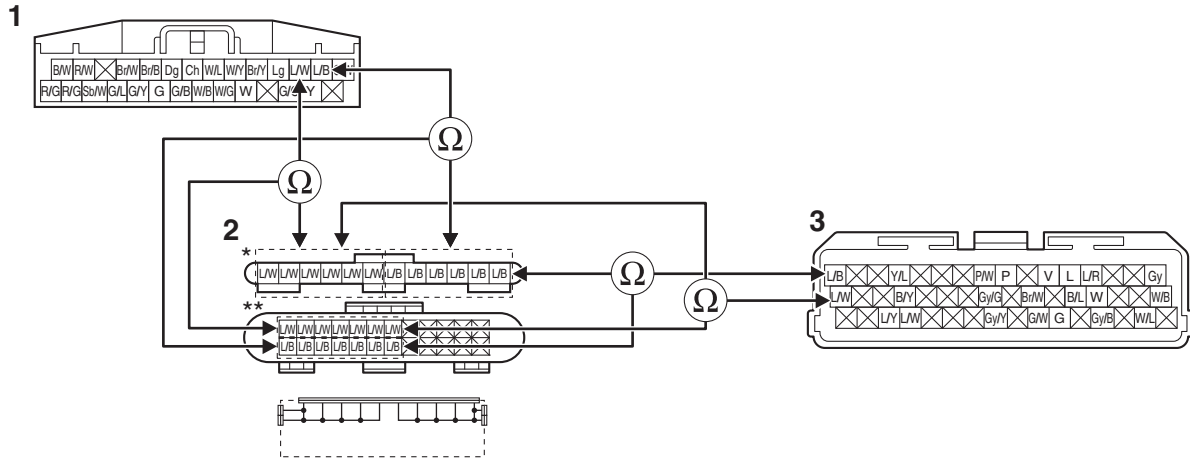 1
B/W R/W Br/W Br/B Dg Ch W/L W/Y Br/Y Lg L/W L/B
R/G R/G Sb/W G/L G/Y G G/B W/B W/G W G/ Y
Ω
Ω
2
3
*
L/W L/W L/W L/W L/W L/W L/B L/B L/B L/B L/B L/B
Ω
L/B Y/L P/W P V L L/R Gy
Ω
L/W B/Y Gy/G Br/W B/L W W/B
**
L/W L/W L/W L/W L/W L/W L/W
L/Y L/W Gy/Y G/W G Gy/B W/L
L/B L/B L/B L/B L/B L/B L/B